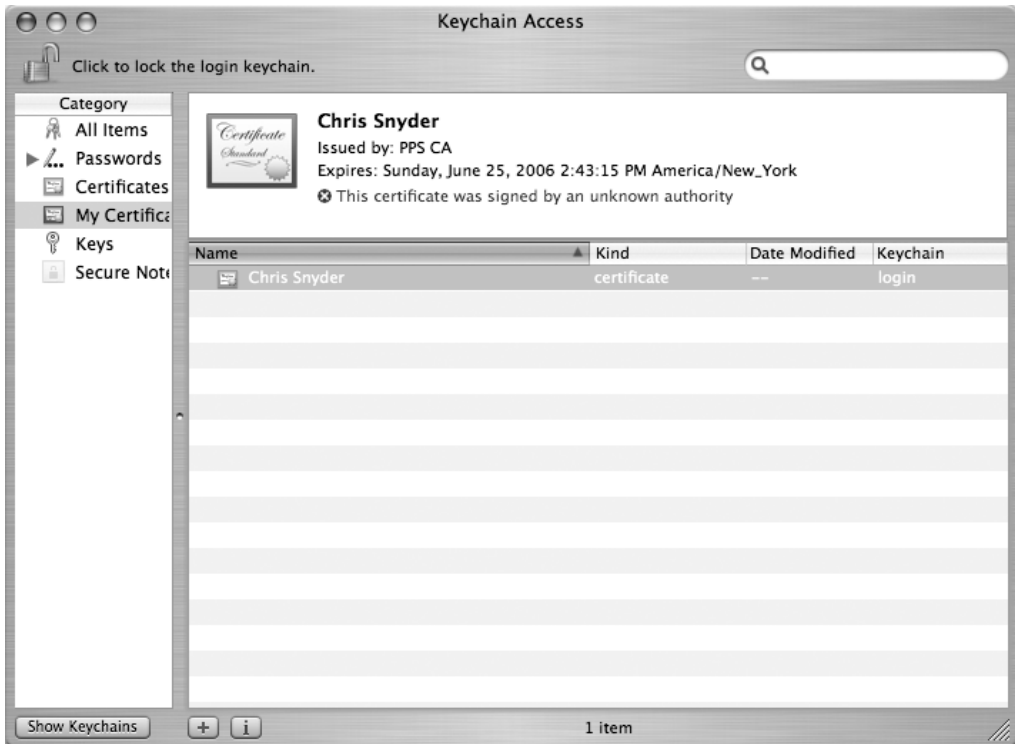 Keychain Access
Click to lock the login keychain.
Category
All Items
Passwords
Certificates
My Certifica
Keys
Secure Note
Certificate
Standard
Chris Snyder
Issued by: PPS CA
Expires: Sunday, June 25, 2006 2:43:15 PM America/New_York
This certificate was signed by an unknown authority
Name Kind Date Modified Keychain
Chris Snyder certificate -- login
Show Keychains + i 1 item